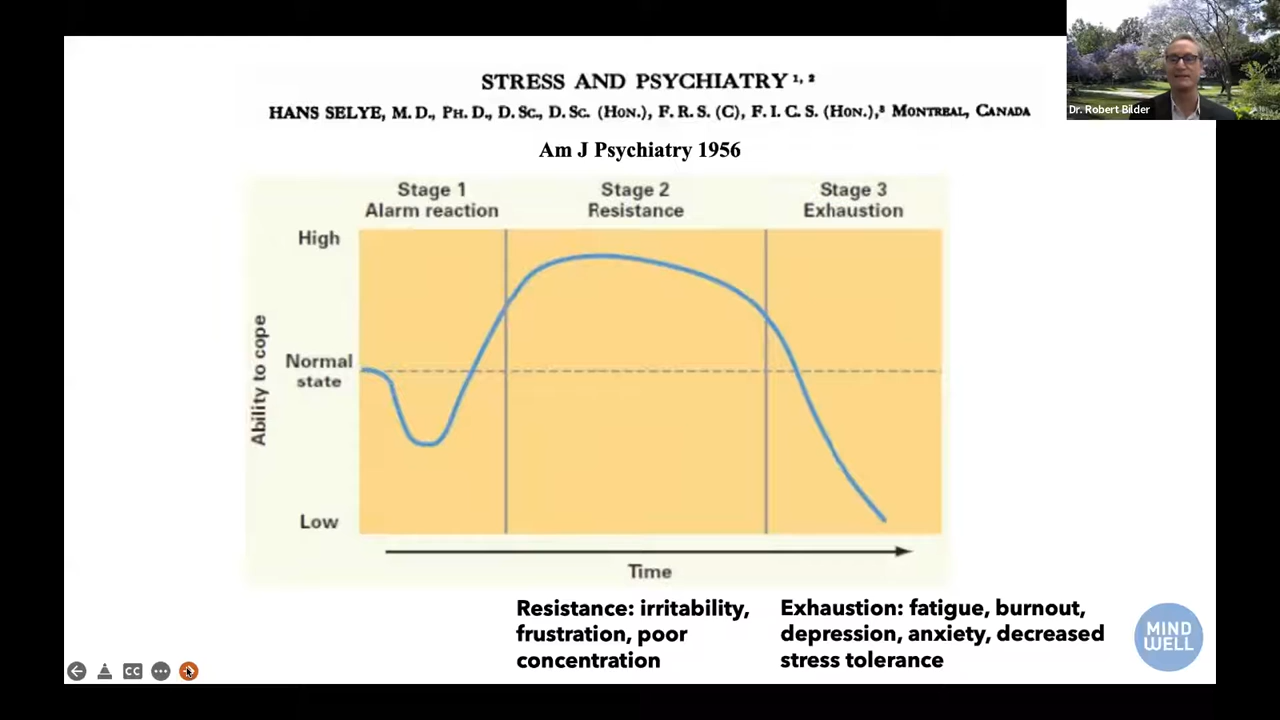 STRESS AND PSYCHIATRY 1, 2
HANS SELYE, M. D., PH. D., D. SC., D. SC. (HON.), F. R. S. (C), F. I. C. S. (HON.),3 MONTREAL, CANADA
Am J Psychiatry 1956
Dr. Robert Bilder
Stage 1
Alarm reaction
Stage 2
Resistance
Stage 3
Exhaustion
High
Normal
state
Low
Ability to cope
Time
Resistance: irritability,
frustration, poor
concentration
Exhaustion: fatigue, burnout,
depression, anxiety, decreased
stress tolerance
MIND
WELL
CC